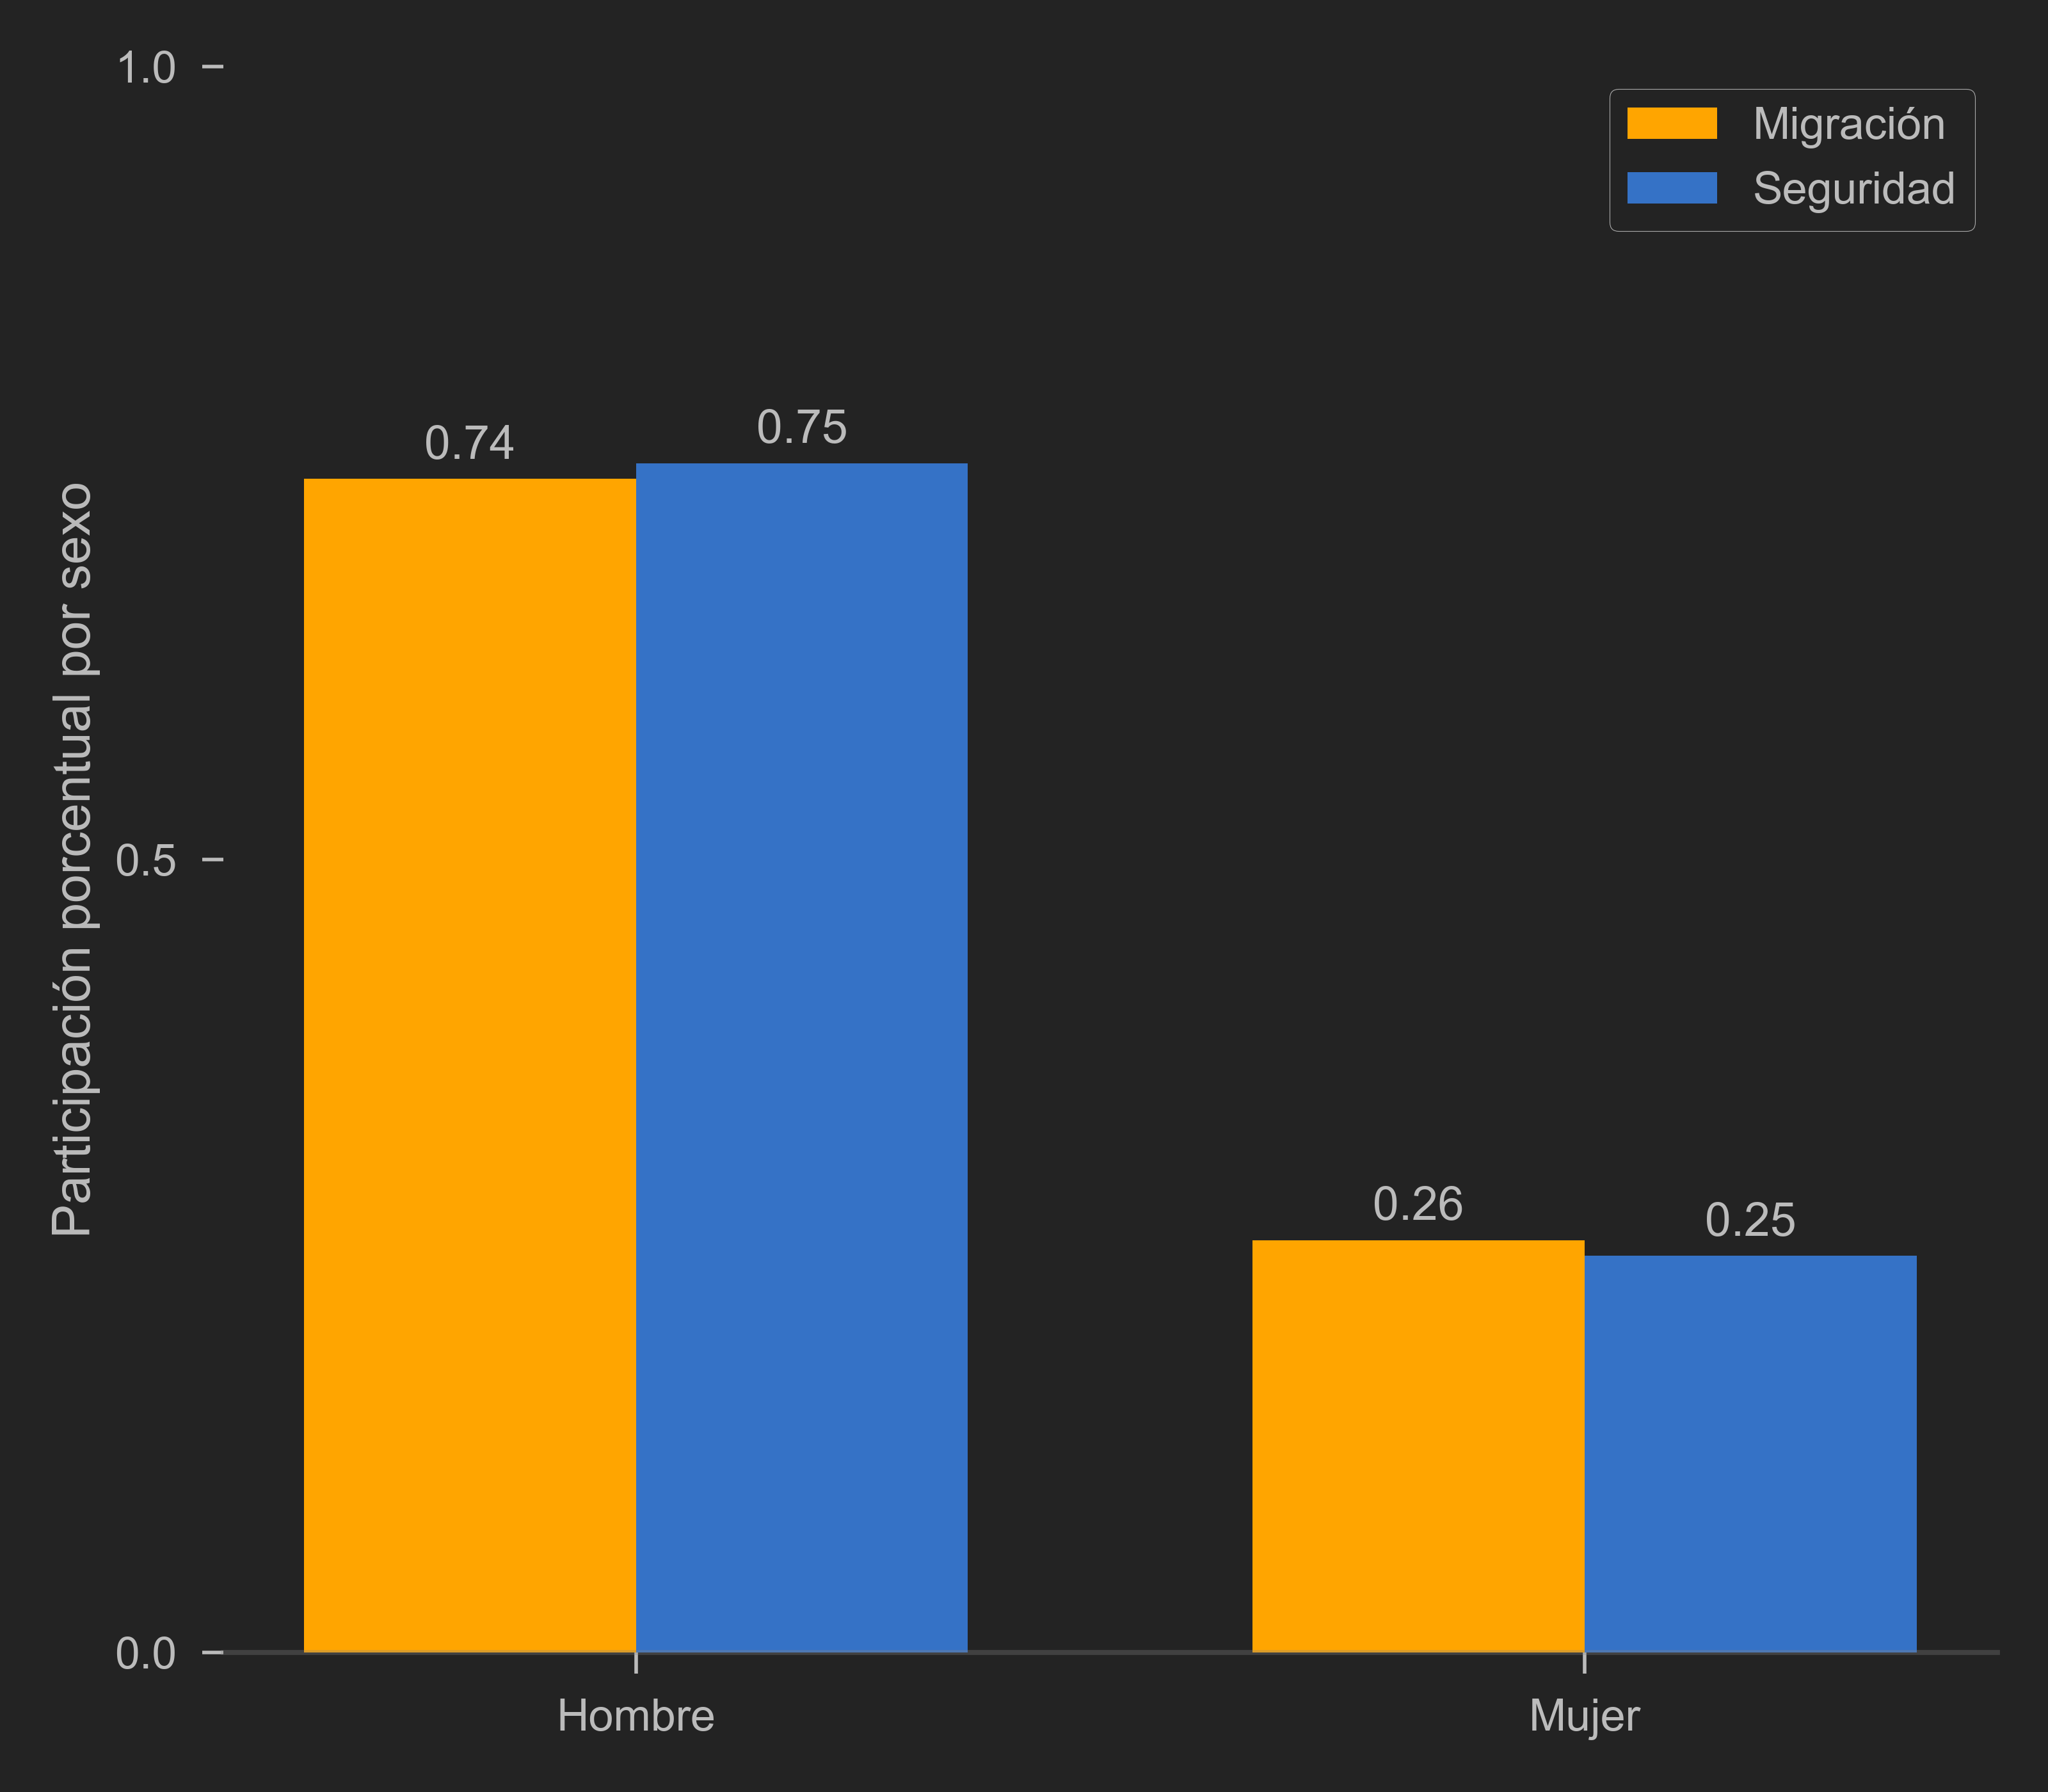 1.0
Migración
Seguridad
0.74
0.75
Participación porcentual por sexo
0.5
0.26
0.25
0.0
Hombre
Mujer